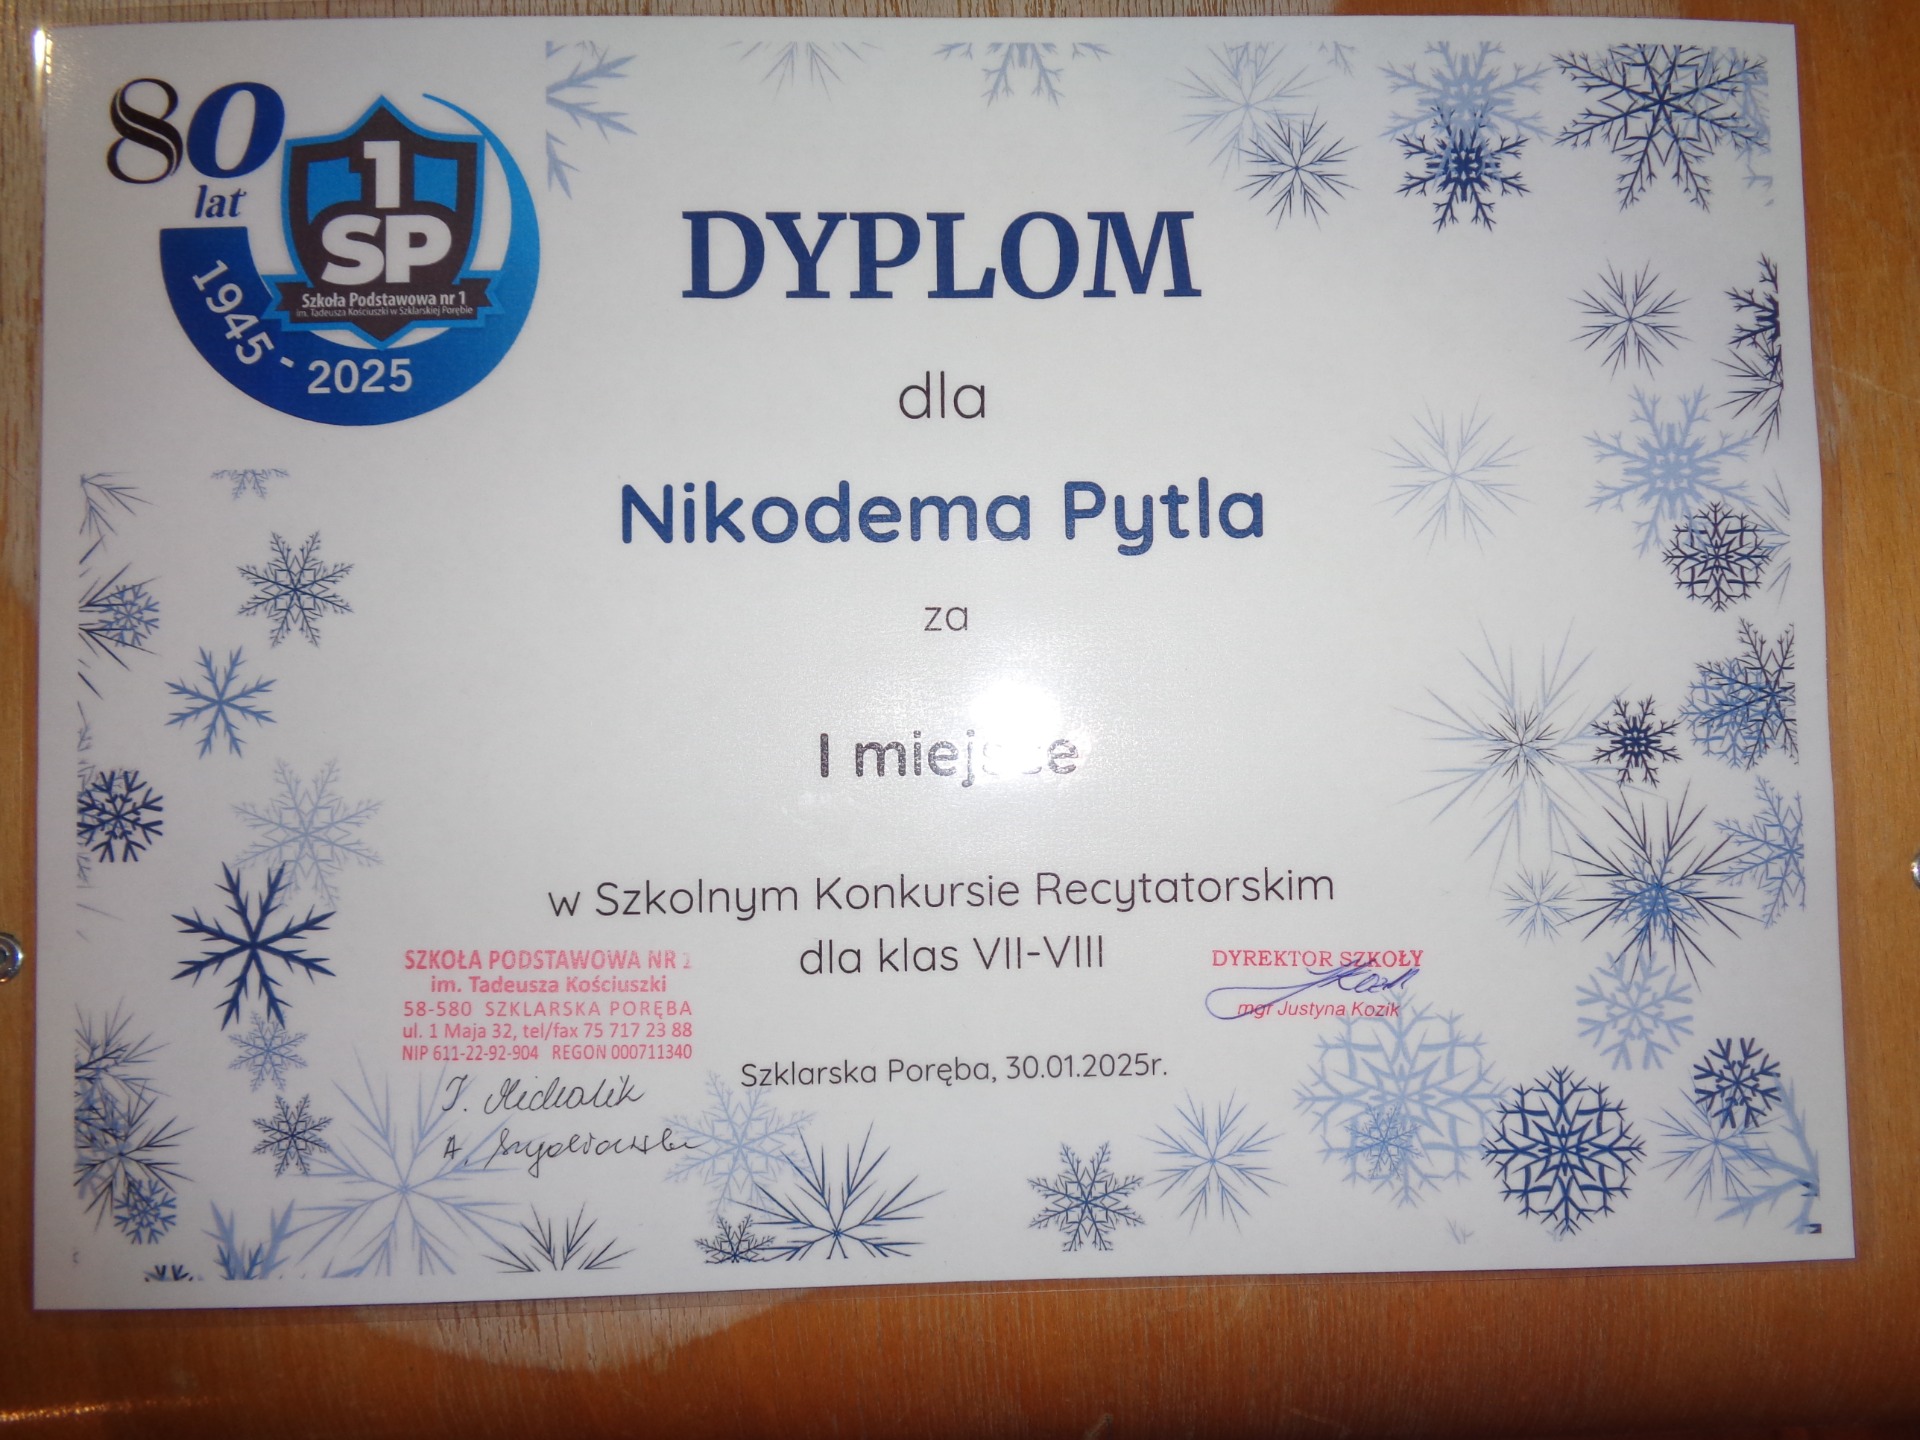 80
lat
1
SP
Szkoła Podstawowa nr 1
im. Tadeusza Kościuszki w Szklarskiej Porębie
1945 - 2025
DYPLOM
dla
Nikodema Pytla
za
I miejsce
w Szkolnym Konkursie Recytatorskim
dla klas VII-VIII
SZKOŁA PODSTAWOWA NR 1
im. Tadeusza Kościuszki
58-580 SZKLARSKA PORĘBA
ul. 1 Maja 32, tel/fax 75 717 23 88
NIP 611-22-92-904 REGON 000711340
DYREKTOR SZKOŁY
mgr Justyna Kozik
Szklarska Poręba, 30.01.2025r.
J. Michalik
A.